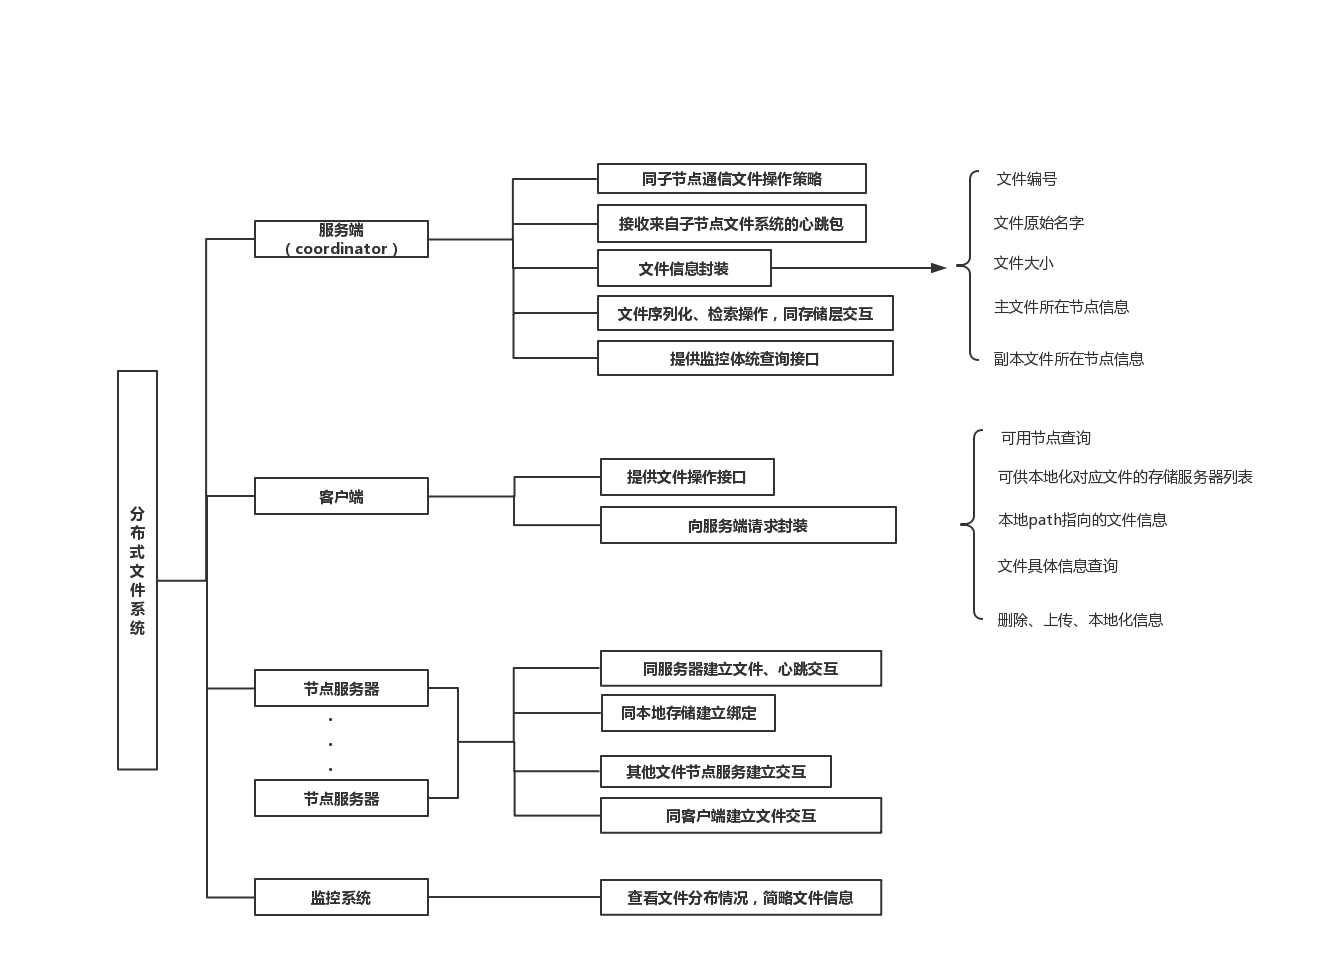 分
布
式
文
件
系
统
服务端
（coordinator）
同子节点通信文件操作策略
接收来自子节点文件系统的心跳包
文件信息封装
文件序列化、检索操作，同存储层交互
提供监控体统查询接口
文件编号
文件原始名字
文件大小
主文件所在节点信息
副本文件所在节点信息
客户端
提供文件操作接口
向服务端请求封装
可用节点查询
可供本地化对应文件的存储服务器列表
本地path指向的文件信息
文件具体信息查询
删除、上传、本地化信息
节点服务器
.
.
.
节点服务器
同服务器建立文件、心跳交互
同本地存储建立绑定
其他文件节点服务建立交互
同客户端建立文件交互
监控系统
查看文件分布情况，简略文件信息